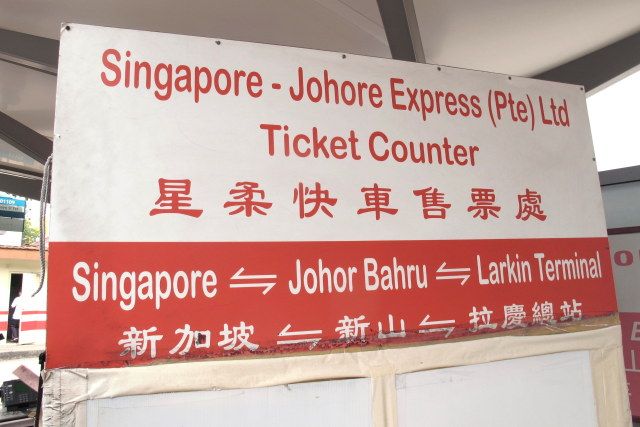 Singapore - Johore Express (Pte) Ltd
Ticket Counter
星柔快車售票處
Singapore ⇋ Johor Bahru ⇋ Larkin Terminal
新加坡 ⇋ 新山 ⇋ 拉慶總站